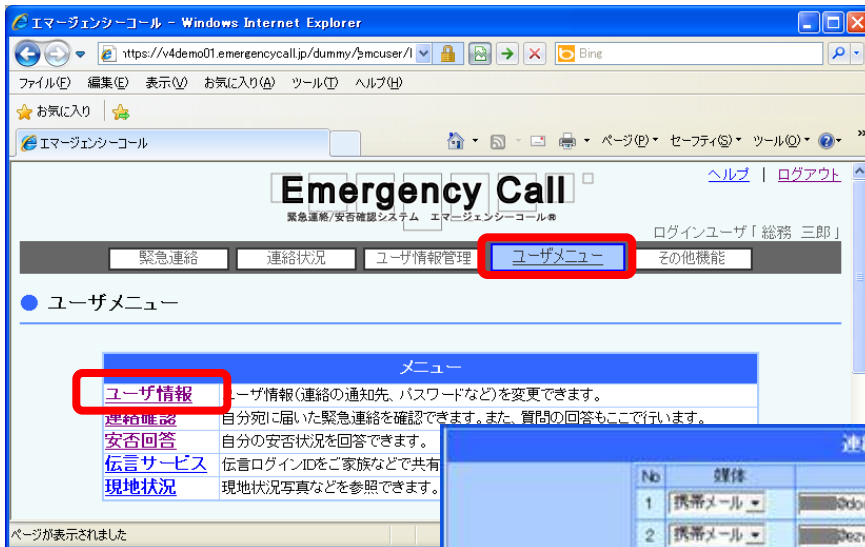 エマージェンシーコール - Windows Internet Explorer
https://v4demo01.emergencycall.jp/dummy/
Bing
ファイル(F) 編集(E) 表示(V) お気に入り(A) ツール(T) ヘルプ(H)
お気に入り
エマージェンシーコール
ページ(P) セーフティ(S) ツール(O)
ヘルプ | ログアウト
Emergency Call
緊急連絡/安否確認システム エマージェンシーコール®
ログインユーザ「総務 三郎」
緊急連絡 連絡状況 ユーザ情報管理 ユーザメニュー その他機能
ユーザメニュー
メニュー
ユーザ情報 ユーザ情報(連絡の通知先、パスワードなど)を変更できます。
連絡確認 自分宛に届いた緊急連絡を確認できます。また、質問の回答もここで行います。
安否回答 自分の安否状況を回答できます。
伝言サービス 伝言ログインIDをご家族などで共有
現地状況 現地状況写真などを参照できます。
ページが表示されました
No 媒体
1 携帯メール
2 携帯メール